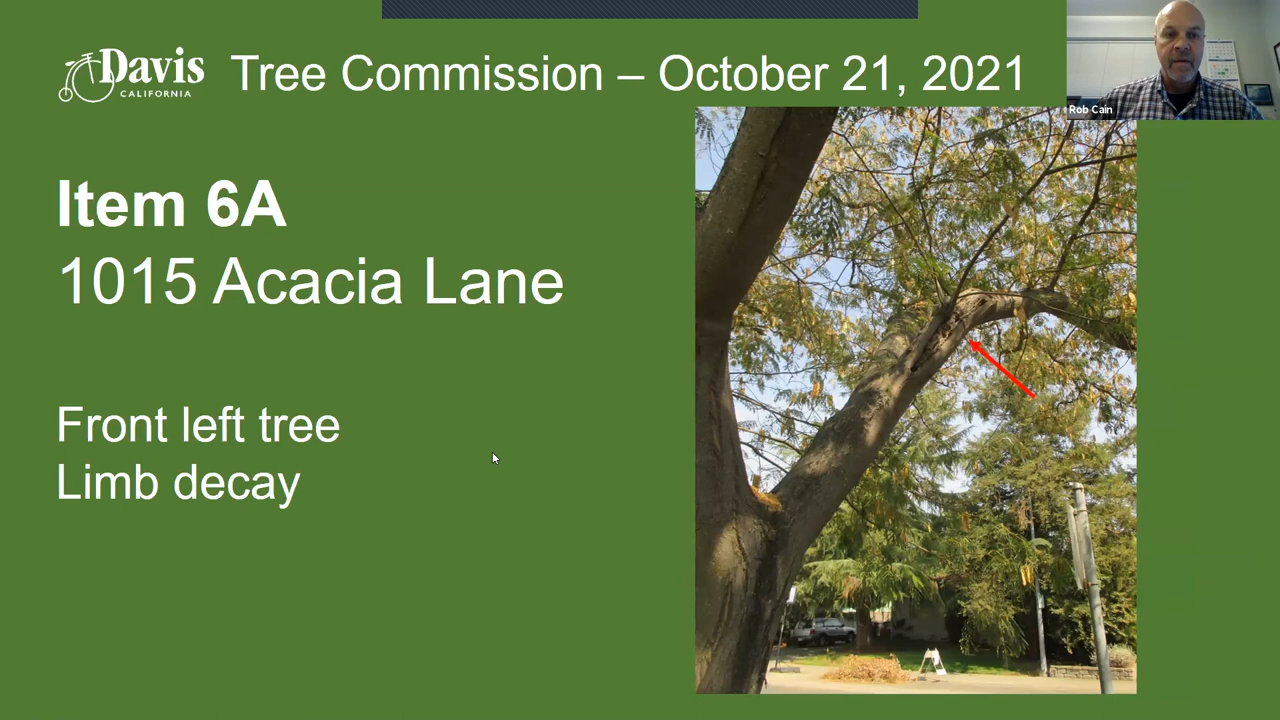 Davis
CALIFORNIA
Tree Commission – October 21, 2021
Rob Cain
Item 6A
1015 Acacia Lane
Front left tree
Limb decay